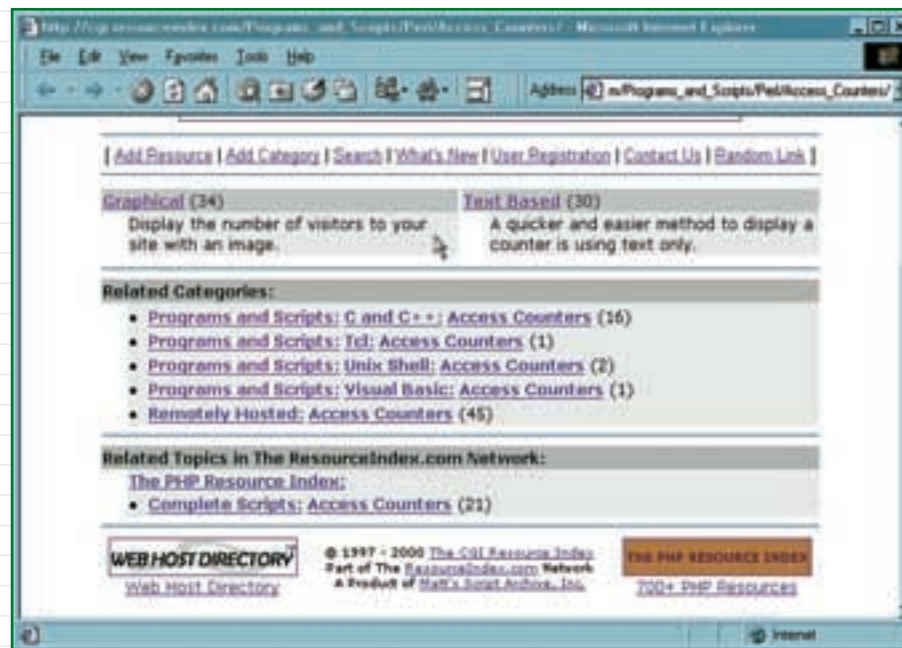 http://cgi.resourceindex.com/Programs_and_Scripts/Perl/Access_Counters/ - Microsoft Internet Explorer
File Edit View Favorites Tools Help
Address m/Programs_and_Scripts/Perl/Access_Counters/
[ Add Resource | Add Category | Search | What's New | User Registration | Contact Us | Random Link ]
Graphical (34) Text Based (30)
Display the number of visitors to your A quicker and easier method to display a
site with an image. counter is using text only.
Related Categories:
• Programs and Scripts: C and C++: Access Counters (16)
• Programs and Scripts: Tcl: Access Counters (1)
• Programs and Scripts: Unix Shell: Access Counters (2)
• Programs and Scripts: Visual Basic: Access Counters (1)
• Remotely Hosted: Access Counters (45)
Related Topics in The ResourceIndex.com Network:
The PHP Resource Index:
• Complete Scripts: Access Counters (21)
WEB HOST DIRECTORY © 1997 - 2000 The CGI Resource Index THE PHP RESOURCE INDEX
Part of The ResourceIndex.com Network
Web Host Directory A Product of Matt's Script Archive, Inc. 700+ PHP Resources
Internet